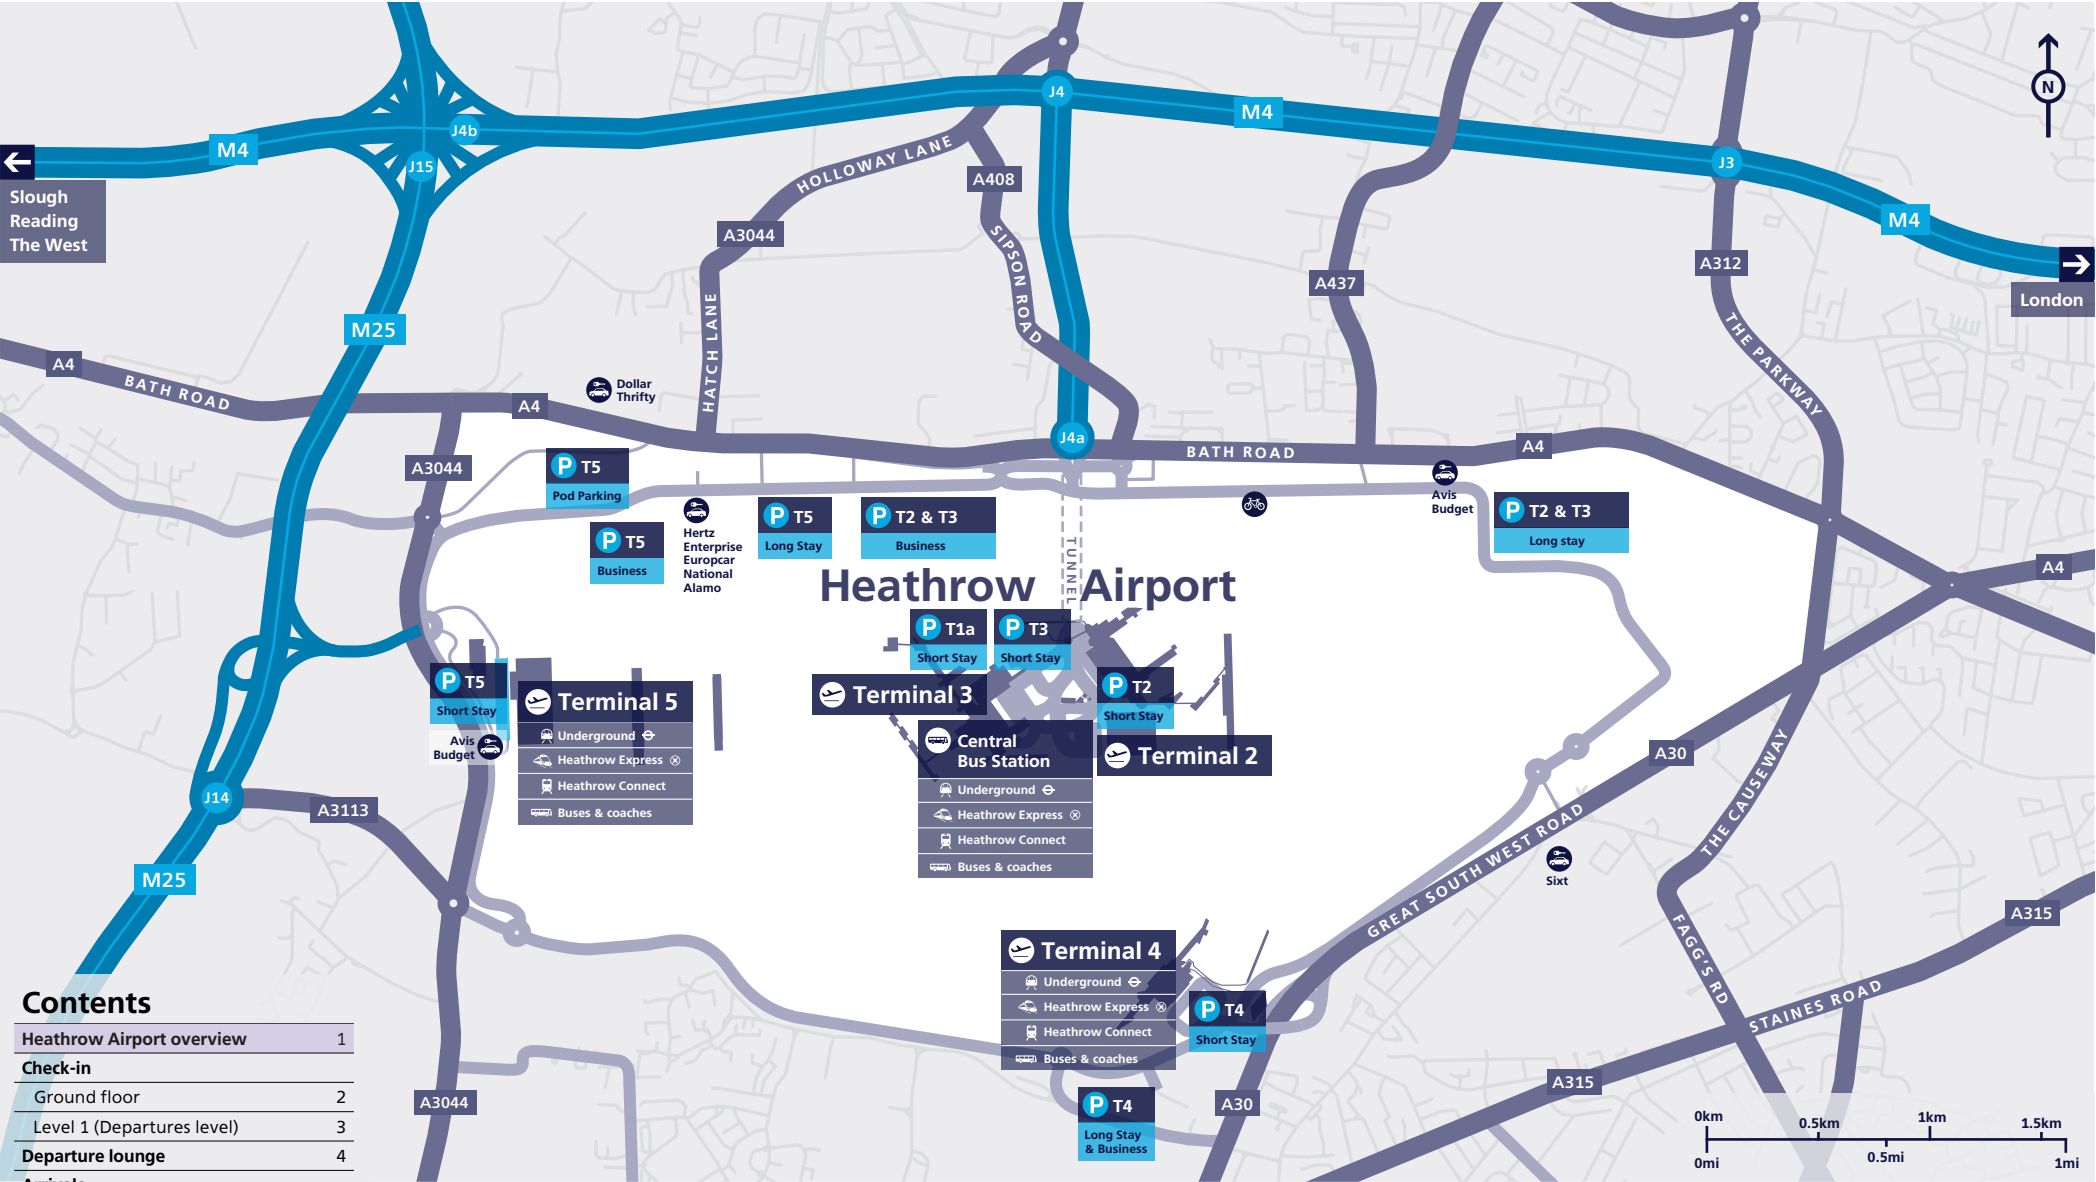 J4
M4
N
J4b
M4
J15
J3
Slough
Reading
The West
HOLLOWAY LANE
A408
M4
A3044
SIPSON ROAD
A312
A437
London
M25
HATCH LANE
THE PARKWAY
A4
BATH ROAD
Dollar
Thrifty
A4
J4a
BATH ROAD
A4
A3044
P T5
Pod Parking
Avis
Budget
P T5
Long Stay
P T2 & T3
Business
P T2 & T3
Long stay
P T5
Business
Hertz
Enterprise
Europcar
National
Alamo
TUNNEL
A4
Heathrow Airport
P T1a
Short Stay
P T3
Short Stay
P T5
Short Stay
Terminal 5
Underground
Heathrow Express
Heathrow Connect
Buses & coaches
Terminal 3
P T2
Short Stay
Avis
Budget
Central
Bus Station
Underground
Heathrow Express
Heathrow Connect
Buses & coaches
Terminal 2
A30
J14
A3113
THE CAUSEWAY
GREAT SOUTH WEST ROAD
Sixt
M25
A315
FAGG'S RD
Terminal 4
Underground
Heathrow Express
Heathrow Connect
Buses & coaches
P T4
Short Stay
STAINES ROAD
A315
A3044
P T4
Long Stay
& Business
A30
Contents
Heathrow Airport overview 1
Check-in
Ground floor 2
Level 1 (Departures level) 3
Departure lounge 4
Arrivals
0km 0.5km 1km 1.5km
0mi 0.5mi 1mi